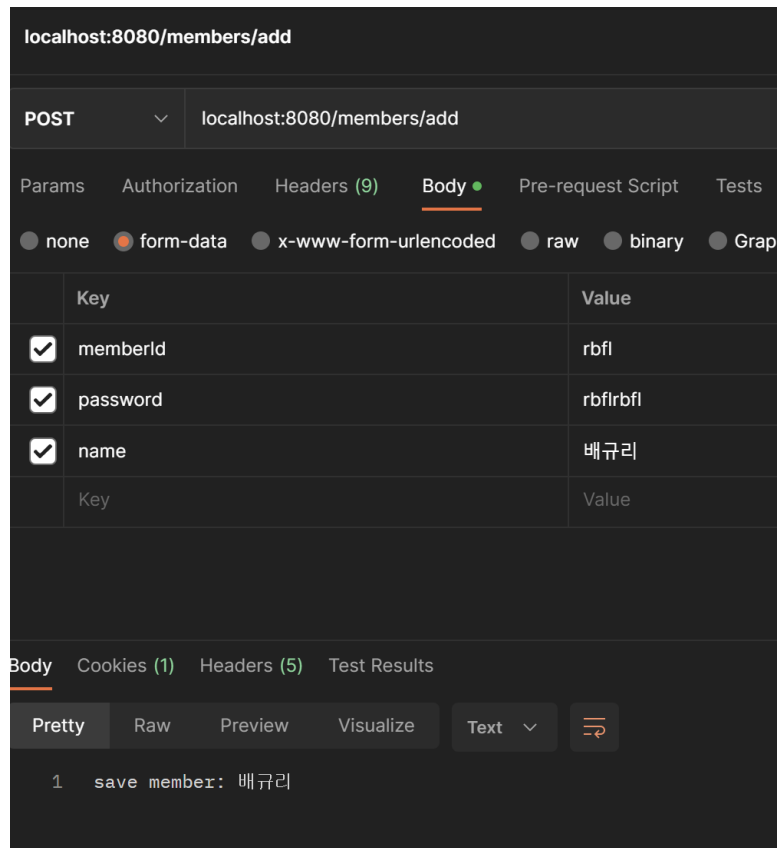 localhost:8080/members/add
POST localhost:8080/members/add
Params Authorization Headers (9) Body Pre-request Script Tests
none form-data x-www-form-urlencoded raw binary Grap
Key Value
memberId rbfl
password rbflrbfl
name 배규리
Key Value
Body Cookies (1) Headers (5) Test Results
Pretty Raw Preview Visualize Text
1 save member: 배규리